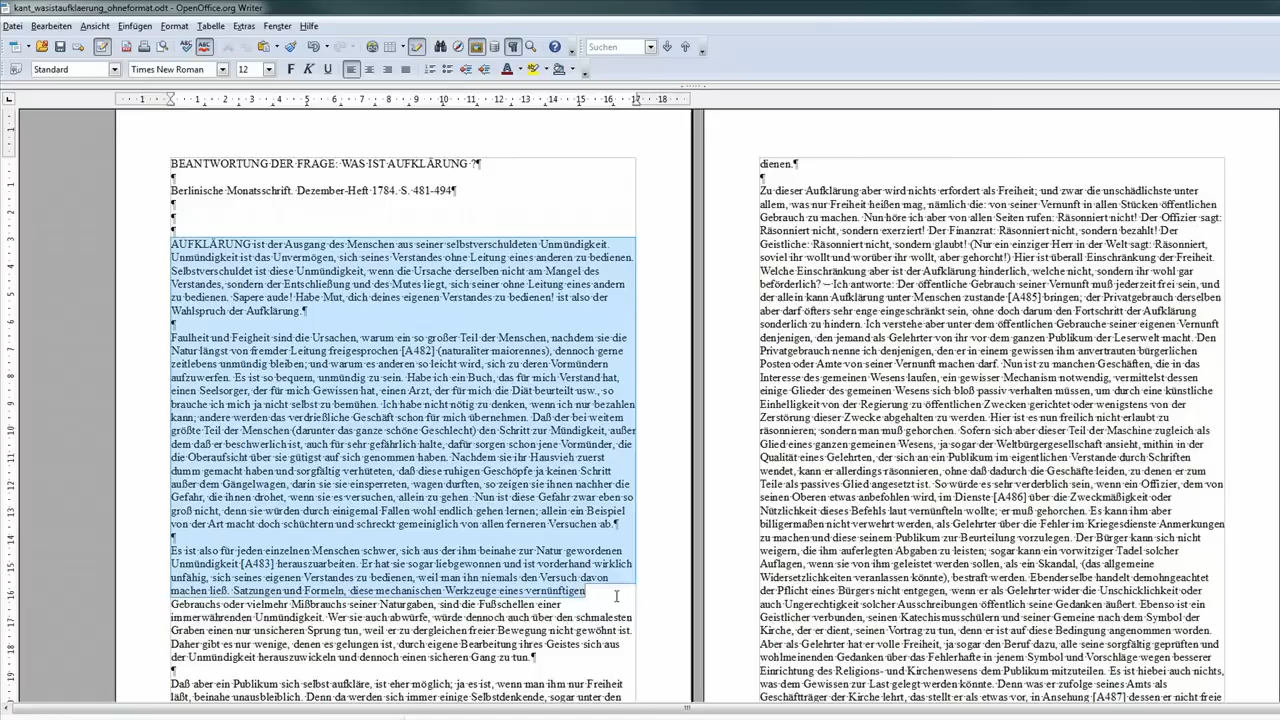 kant_wasistaufklaerung_ohneformat.odt - OpenOffice.org Writer
Datei Bearbeiten Ansicht Einfügen Format Tabelle Extras Fenster Hilfe
Suchen
Standard Times New Roman 12 F K U
1 1 2 3 4 5 6 7 8 9 10 11 12 13 14 15 16 17 18
BEANTWORTUNG DER FRAGE: WAS IST AUFKLÄRUNG ?¶
¶
Berlinische Monatsschrift. Dezember-Heft 1784. S. 481-494¶
¶
¶
¶
AUFKLÄRUNG ist der Ausgang des Menschen aus seiner selbstverschuldeten Unmündigkeit.
Unmündigkeit ist das Unvermögen, sich seines Verstandes ohne Leitung eines anderen zu bedienen.
Selbstverschuldet ist diese Unmündigkeit, wenn die Ursache derselben nicht am Mangel des
Verstandes, sondern der Entschließung und des Mutes liegt, sich seiner ohne Leitung eines andern
zu bedienen. Sapere aude! Habe Mut, dich deines eigenen Verstandes zu bedienen! ist also der
Wahlspruch der Aufklärung.¶
¶
Faulheit und Feigheit sind die Ursachen, warum ein so großer Teil der Menschen, nachdem sie die
Natur längst von fremder Leitung freigesprochen [A482] (naturaliter maiorennes), dennoch gerne
zeitlebens unmündig bleiben; und warum es anderen so leicht wird, sich zu deren Vormündern
aufzuwerfen. Es ist so bequem, unmündig zu sein. Habe ich ein Buch, das für mich Verstand hat,
einen Seelsorger, der für mich Gewissen hat, einen Arzt, der für mich die Diät beurteilt usw., so
brauche ich mich ja nicht selbst zu bemühen. Ich habe nicht nötig zu denken, wenn ich nur bezahlen
kann; andere werden das verdrießliche Geschäft schon für mich übernehmen. Daß der bei weitem
größte Teil der Menschen (darunter das ganze schöne Geschlecht) den Schritt zur Mündigkeit, außer
dem daß er beschwerlich ist, auch für sehr gefährlich halte, dafür sorgen schon jene Vormünder, die
die Oberaufsicht über sie gütigst auf sich genommen haben. Nachdem sie ihr Hausvieh zuerst
dumm gemacht haben und sorgfältig verhüteten, daß diese ruhigen Geschöpfe ja keinen Schritt
außer dem Gängelwagen, darin sie sie einsperreten, wagen durften, so zeigen sie ihnen nachher die
Gefahr, die ihnen drohet, wenn sie es versuchen, allein zu gehen. Nun ist diese Gefahr zwar eben so
groß nicht, denn sie würden durch einigemal Fallen wohl endlich gehen lernen; allein ein Beispiel
von der Art macht doch schüchtern und schreckt gemeiniglich von allen ferneren Versuchen ab.¶
¶
Es ist also für jeden einzelnen Menschen schwer, sich aus der ihm beinahe zur Natur gewordenen
Unmündigkeit [A483] herauszuarbeiten. Er hat sie sogar liebgewonnen und ist vorderhand wirklich
unfähig, sich seines eigenen Verstandes zu bedienen, weil man ihn niemals den Versuch davon
machen ließ. Satzungen und Formeln, diese mechanischen Werkzeuge eines vernünftigen
Gebrauchs oder vielmehr Mißbrauchs seiner Naturgaben, sind die Fußschellen einer
immerwährenden Unmündigkeit. Wer sie auch abwürfe, würde dennoch auch über den schmalesten
Graben einen nur unsicheren Sprung tun, weil er zu dergleichen freier Bewegung nicht gewöhnt ist.
Daher gibt es nur wenige, denen es gelungen ist, durch eigene Bearbeitung ihres Geistes sich aus
der Unmündigkeit herauszuwickeln und dennoch einen sicheren Gang zu tun.¶
¶
Daß aber ein Publikum sich selbst aufkläre, ist eher möglich; ja es ist, wenn man ihm nur Freiheit
läßt, beinahe unausbleiblich. Denn da werden sich immer einige Selbstdenkende, sogar unter den
dienen.¶
¶
Zu dieser Aufklärung aber wird nichts erfordert als Freiheit; und zwar die unschädlichste unter
allem, was nur Freiheit heißen mag, nämlich die: von seiner Vernunft in allen Stücken öffentlichen
Gebrauch zu machen. Nun höre ich aber von allen Seiten rufen: Räsonniert nicht! Der Offizier sagt:
Räsonniert nicht, sondern exerziert! Der Finanzrat: Räsonniert nicht, sondern bezahlt! Der
Geistliche: Räsonniert nicht, sondern glaubt! (Nur ein einziger Herr in der Welt sagt: Räsonniert,
soviel ihr wollt und worüber ihr wollt, aber gehorcht!) Hier ist überall Einschränkung der Freiheit.
Welche Einschränkung aber ist der Aufklärung hinderlich, welche nicht, sondern ihr wohl gar
beförderlich? – Ich antworte: Der öffentliche Gebrauch seiner Vernunft muß jederzeit frei sein, und
der allein kann Aufklärung unter Menschen zustande [A485] bringen; der Privatgebrauch derselben
aber darf öfters sehr enge eingeschränkt sein, ohne doch darum den Fortschritt der Aufklärung
sonderlich zu hindern. Ich verstehe aber unter dem öffentlichen Gebrauche seiner eigenen Vernunft
denjenigen, den jemand als Gelehrter von ihr vor dem ganzen Publikum der Leserwelt macht. Den
Privatgebrauch nenne ich denjenigen, den er in einem gewissen ihm anvertrauten bürgerlichen
Posten oder Amte von seiner Vernunft machen darf. Nun ist zu manchen Geschäften, die in das
Interesse des gemeinen Wesens laufen, ein gewisser Mechanism notwendig, vermittelst dessen
einige Glieder des gemeinen Wesens sich bloß passiv verhalten müssen, um durch eine künstliche
Einhelligkeit von der Regierung zu öffentlichen Zwecken gerichtet oder wenigstens von der
Zerstörung dieser Zwecke abgehalten zu werden. Hier ist es nun freilich nicht erlaubt zu
räsonnieren; sondern man muß gehorchen. Sofern sich aber dieser Teil der Maschine zugleich als
Glied eines ganzen gemeinen Wesens, ja sogar der Weltbürgergesellschaft ansieht, mithin in der
Qualität eines Gelehrten, der sich an ein Publikum im eigentlichen Verstande durch Schriften
wendet, kann er allerdings räsonnieren, ohne daß dadurch die Geschäfte leiden, zu denen er zum
Teile als passives Glied angesetzt ist. So würde es sehr verderblich sein, wenn ein Offizier, dem von
seinen Oberen etwas anbefohlen wird, im Dienste [A486] über die Zweckmäßigkeit oder
Nützlichkeit dieses Befehls laut vernünfteln wollte; er muß gehorchen. Es kann ihm aber
billigermaßen nicht verwehrt werden, als Gelehrter über die Fehler im Kriegesdienste Anmerkungen
zu machen und diese seinem Publikum zur Beurteilung vorzulegen. Der Bürger kann sich nicht
weigern, die ihm auferlegten Abgaben zu leisten; sogar kann ein vorwitziger Tadel solcher
Auflagen, wenn sie von ihm geleistet werden sollen, als ein Skandal, (das allgemeine
Widersetzlichkeiten veranlassen könnte), bestraft werden. Ebenderselbe handelt demohngeachtet
der Pflicht eines Bürgers nicht entgegen, wenn er als Gelehrter wider die Unschicklichkeit oder
auch Ungerechtigkeit solcher Ausschreibungen öffentlich seine Gedanken äußert. Ebenso ist ein
Geistlicher verbunden, seinen Katechismusschülern und seiner Gemeine nach dem Symbol der
Kirche, der er dient, seinen Vortrag zu tun, denn er ist auf diese Bedingung angenommen worden.
Aber als Gelehrter hat er volle Freiheit, ja sogar den Beruf dazu, alle seine sorgfältig geprüften und
wohlmeinenden Gedanken über das Fehlerhafte in jenem Symbol und Vorschläge wegen besserer
Einrichtung des Religions- und Kirchenwesens dem Publikum mitzuteilen. Es ist hiebei auch nichts,
was dem Gewissen zur Last gelegt werden könnte. Denn was er zufolge seines Amts als
Geschäftträger der Kirche lehrt, das stellt er als etwas vor, in Ansehung [A487] dessen er nicht freie